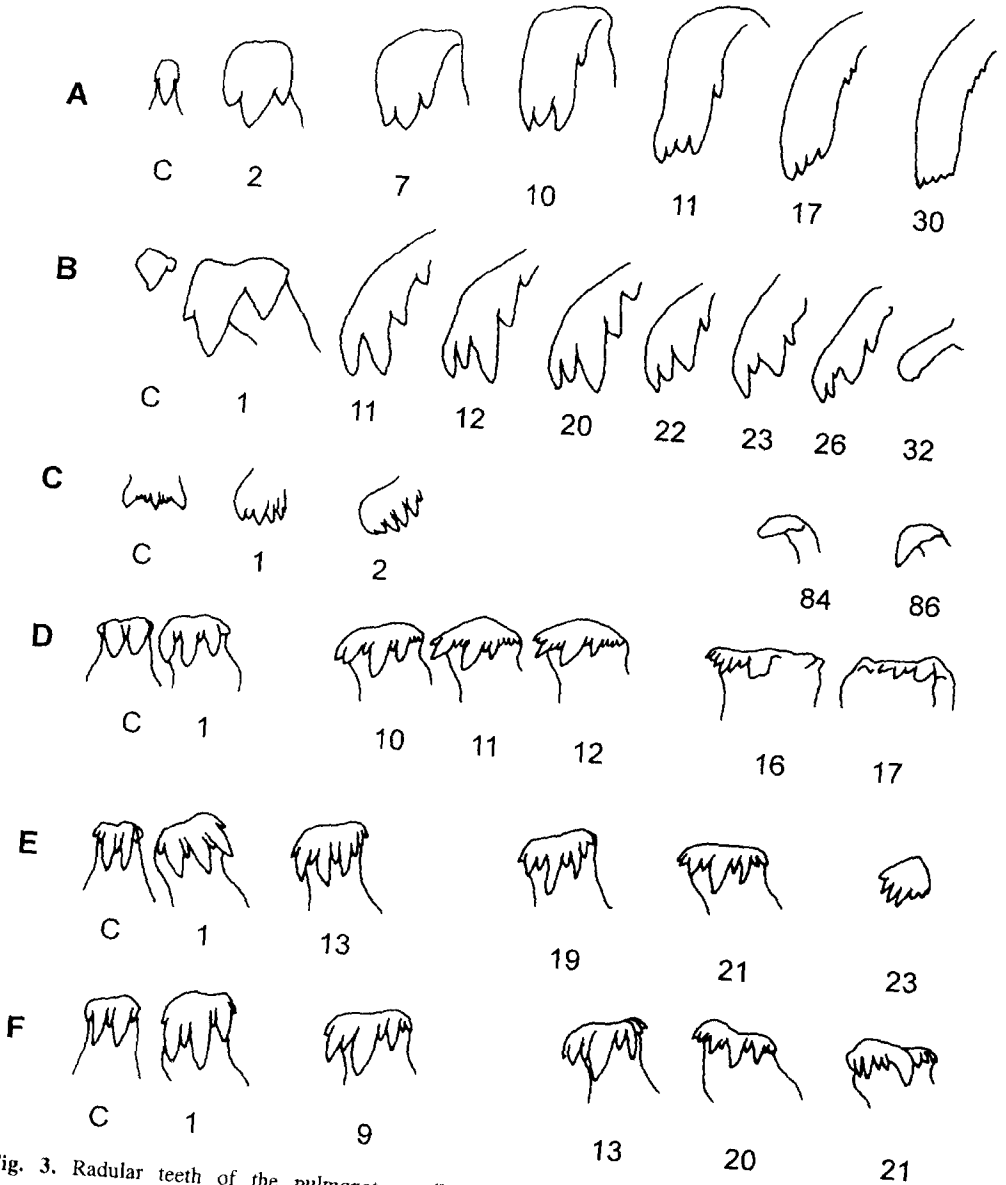 A
C 2 7 10 11 17 30
B
C 1 11 12 20 22 23 26 32
C
C 1 2 84 86
D
C 1 10 11 12 16 17
E
C 1 13 19 21 23
F
C 1 9 13 20 21
ig. 3. Radular teeth of the